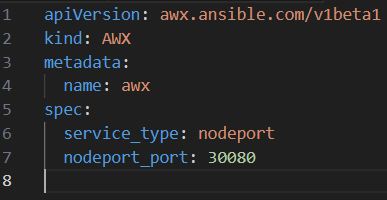 1 apiVersion: awx.ansible.com/v1beta1
2 kind: AWX
3 metadata:
4   name: awx
5 spec:
6   service_type: nodeport
7   nodeport_port: 30080
8